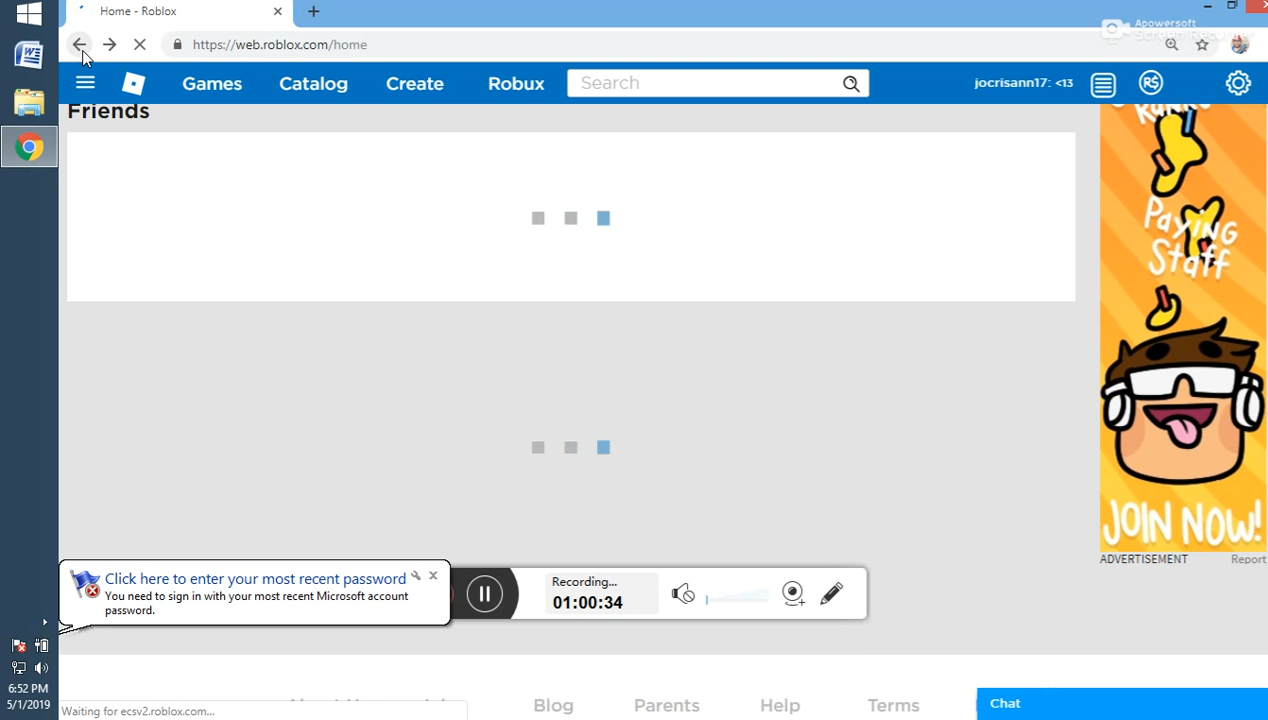 Home - Roblox
Apowersoft
Screen Recorder
https://web.roblox.com/home
Games Catalog Create Robux Search jocrisann17: <13
Friends
Paying
Staff
JOIN NOW!
ADVERTISEMENT Report
Click here to enter your most recent password
You need to sign in with your most recent Microsoft account
password.
Recording...
01:00:34
6:52 PM
5/1/2019
Blog Parents Help Terms
Waiting for ecsv2.roblox.com...
Chat